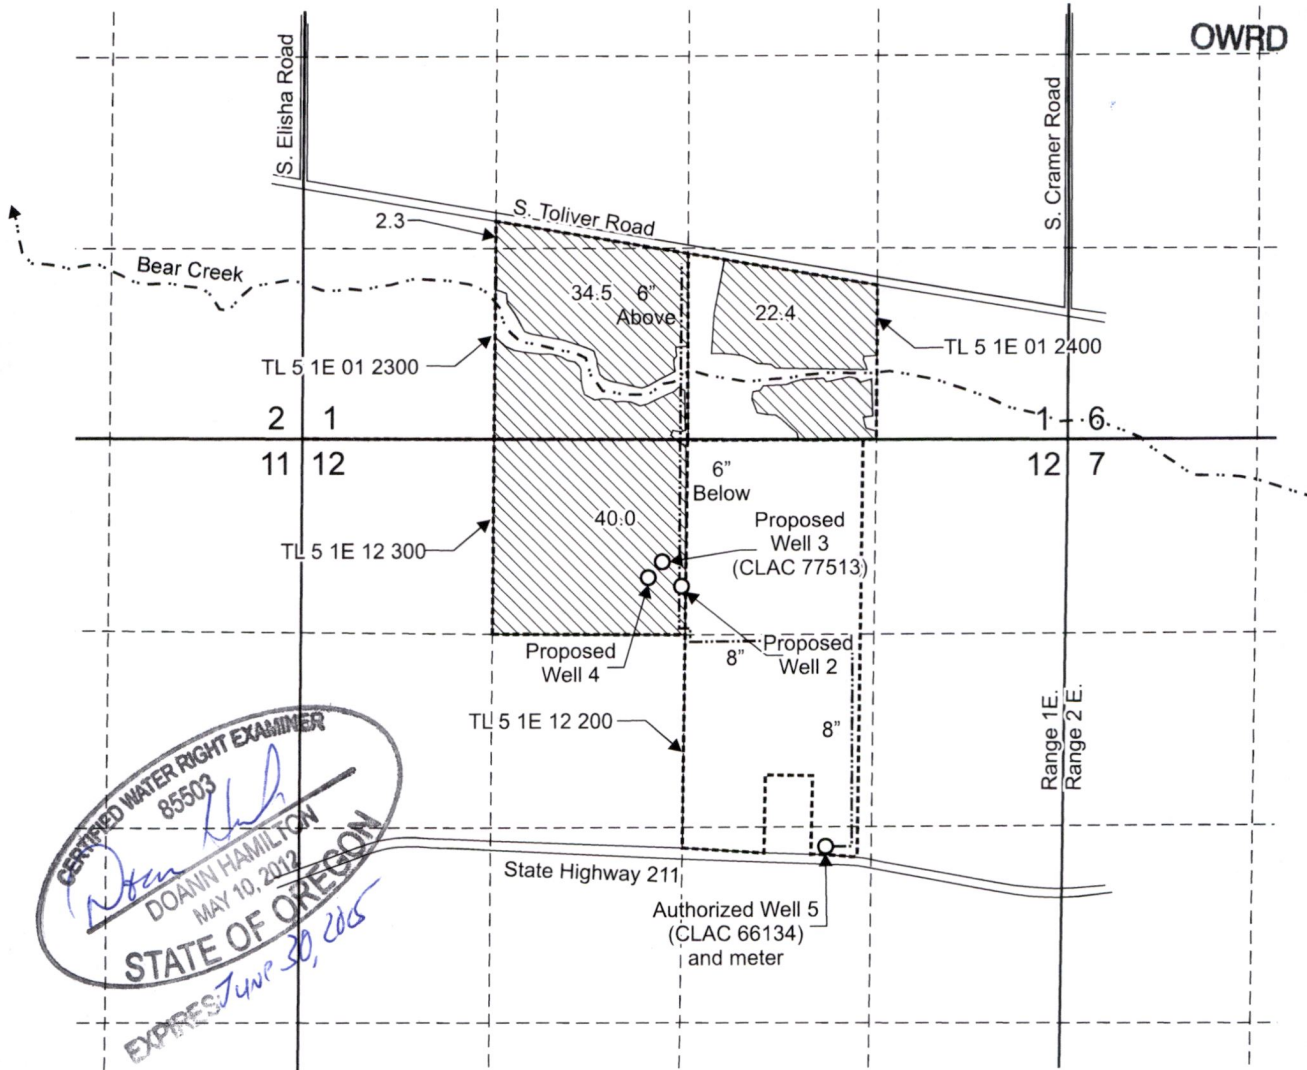 OWRD
S. Elisha Road
S. Cramer Road
S. Toliver Road
2.3
Bear Creek
34.5
6”
Above
22.4
TL 5 1E 01 2300
TL 5 1E 01 2400
2
1
1
6
11
12
12
7
6”
Below
40.0
Proposed
Well 3
(CLAC 77513)
TL 5 1E 12 300
Proposed
Well 4
8”
Proposed
Well 2
TL 5 1E 12 200
8”
Range 1E.
Range 2 E.
State Highway 211
Authorized Well 5
(CLAC 66134)
and meter
CERTIFIED WATER RIGHT EXAMINER
85503
DOANN HAMILTON
MAY 10, 2012
STATE OF OREGON
EXPIRES: June 30,